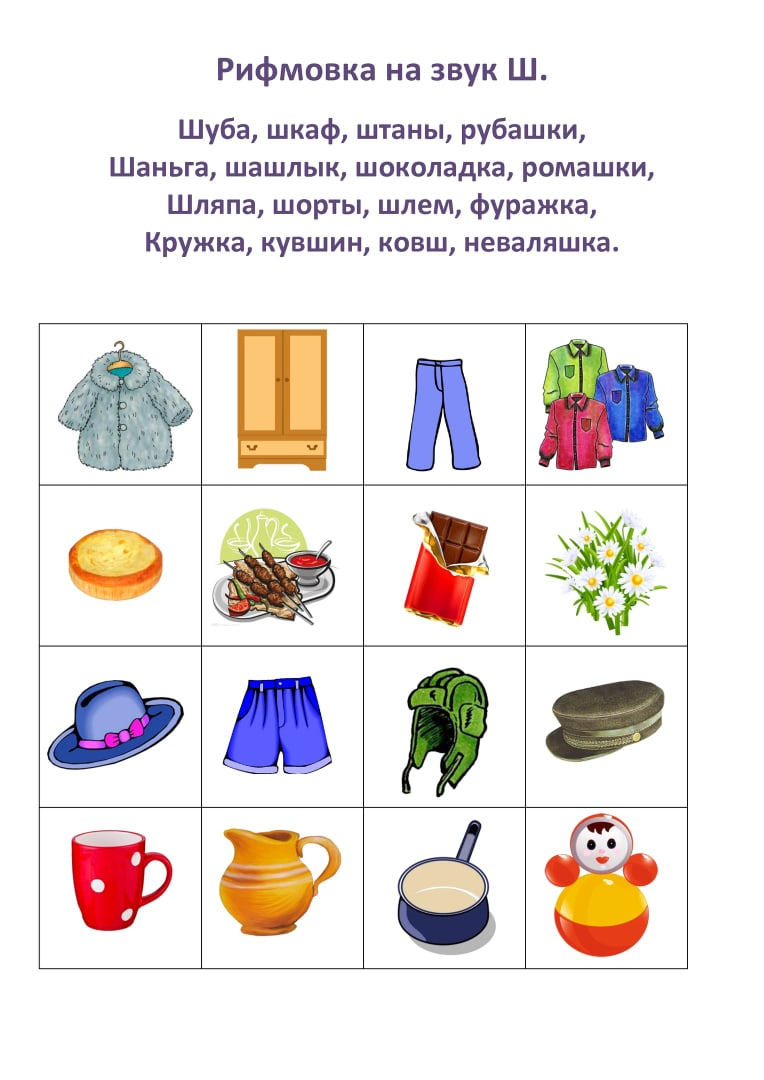 Рифмовка на звук Ш.
Шуба, шкаф, штаны, рубашки,
Шаньга, шашлык, шоколадка, ромашки,
Шляпа, шорты, шлем, фуражка,
Кружка, кувшин, ковш, неваляшка.